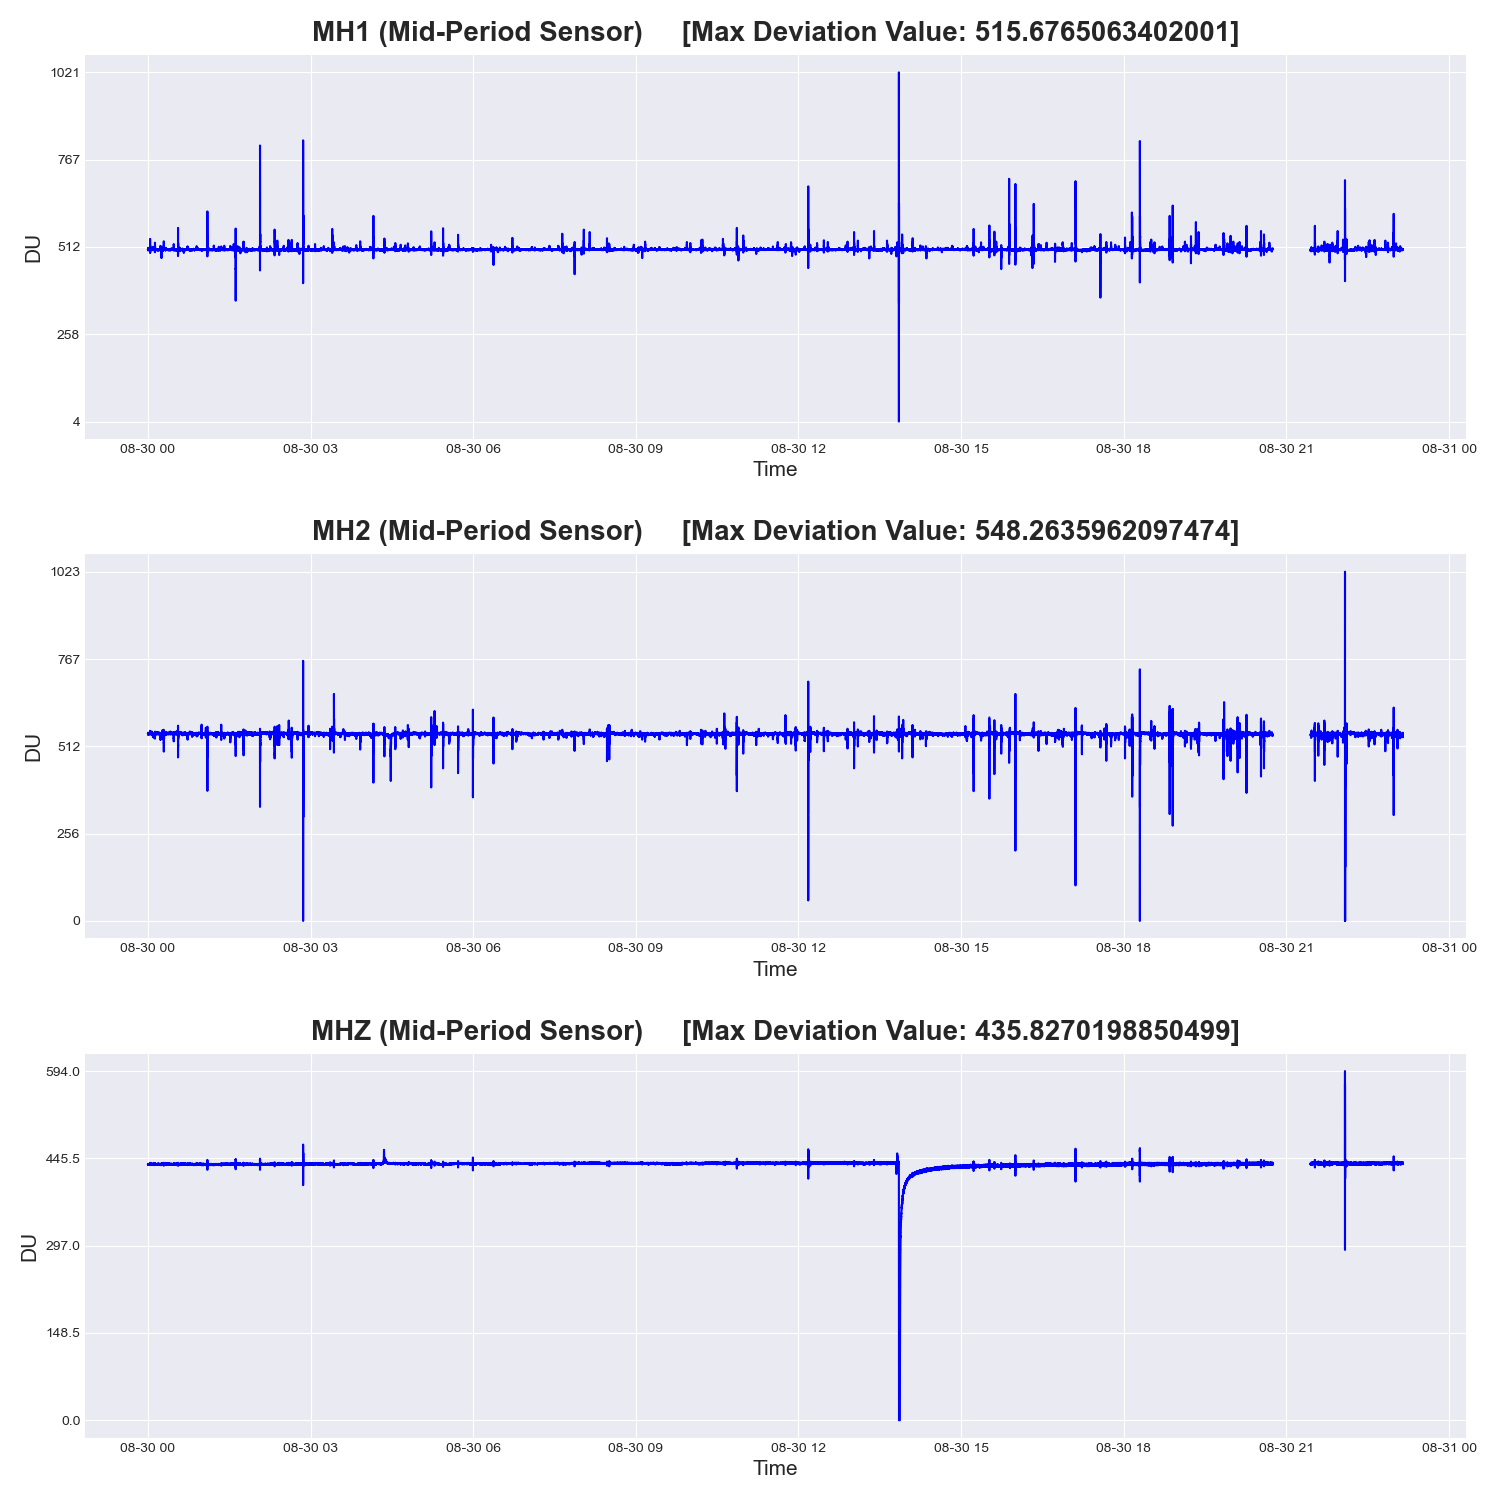 MH1 (Mid-Period Sensor) [Max Deviation Value: 515.6765063402001]
1021
767
512
258
4
DU
08-30 00 08-30 03 08-30 06 08-30 09 08-30 12 08-30 15 08-30 18 08-30 21 08-31 00
Time
MH2 (Mid-Period Sensor) [Max Deviation Value: 548.2635962097474]
1023
767
512
256
0
DU
08-30 00 08-30 03 08-30 06 08-30 09 08-30 12 08-30 15 08-30 18 08-30 21 08-31 00
Time
MHZ (Mid-Period Sensor) [Max Deviation Value: 435.8270198850499]
594.0
445.5
297.0
148.5
0.0
DU
08-30 00 08-30 03 08-30 06 08-30 09 08-30 12 08-30 15 08-30 18 08-30 21 08-31 00
Time